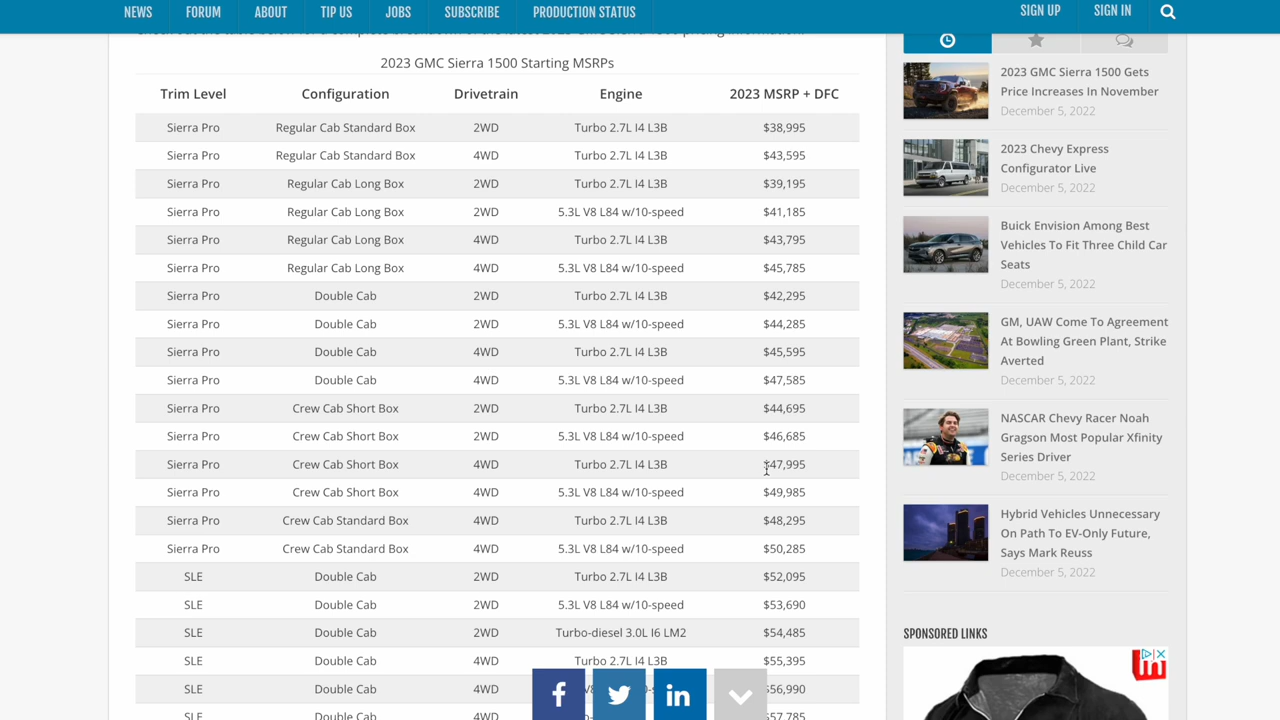 NEWS FORUM ABOUT TIP US JOBS SUBSCRIBE PRODUCTION STATUS SIGN UP SIGN IN
2023 GMC Sierra 1500 Starting MSRPs
Trim Level Configuration Drivetrain Engine 2023 MSRP + DFC
Sierra Pro Regular Cab Standard Box 2WD Turbo 2.7L I4 L3B $38,995
Sierra Pro Regular Cab Standard Box 4WD Turbo 2.7L I4 L3B $43,595
Sierra Pro Regular Cab Long Box 2WD Turbo 2.7L I4 L3B $39,195
Sierra Pro Regular Cab Long Box 2WD 5.3L V8 L84 w/10-speed $41,185
Sierra Pro Regular Cab Long Box 4WD Turbo 2.7L I4 L3B $43,795
Sierra Pro Regular Cab Long Box 4WD 5.3L V8 L84 w/10-speed $45,785
Sierra Pro Double Cab 2WD Turbo 2.7L I4 L3B $42,295
Sierra Pro Double Cab 2WD 5.3L V8 L84 w/10-speed $44,285
Sierra Pro Double Cab 4WD Turbo 2.7L I4 L3B $45,595
Sierra Pro Double Cab 4WD 5.3L V8 L84 w/10-speed $47,585
Sierra Pro Crew Cab Short Box 2WD Turbo 2.7L I4 L3B $44,695
Sierra Pro Crew Cab Short Box 2WD 5.3L V8 L84 w/10-speed $46,685
Sierra Pro Crew Cab Short Box 4WD Turbo 2.7L I4 L3B $47,995
Sierra Pro Crew Cab Short Box 4WD 5.3L V8 L84 w/10-speed $49,985
Sierra Pro Crew Cab Standard Box 4WD Turbo 2.7L I4 L3B $48,295
Sierra Pro Crew Cab Standard Box 4WD 5.3L V8 L84 w/10-speed $50,285
SLE Double Cab 2WD Turbo 2.7L I4 L3B $52,095
SLE Double Cab 2WD 5.3L V8 L84 w/10-speed $53,690
SLE Double Cab 2WD Turbo-diesel 3.0L I6 LM2 $54,485
SLE Double Cab 4WD Turbo 2.7L I4 L3B $55,395
SLE Double Cab 4WD $56,990
SLE Double Cab 4WD $57,785
2023 GMC Sierra 1500 Gets
Price Increases In November
December 5, 2022
2023 Chevy Express
Configurator Live
December 5, 2022
Buick Envision Among Best
Vehicles To Fit Three Child Car
Seats
December 5, 2022
GM, UAW Come To Agreement
At Bowling Green Plant, Strike
Averted
December 5, 2022
NASCAR Chevy Racer Noah
Gragson Most Popular Xfinity
Series Driver
December 5, 2022
Hybrid Vehicles Unnecessary
On Path To EV-Only Future,
Says Mark Reuss
December 5, 2022
SPONSORED LINKS